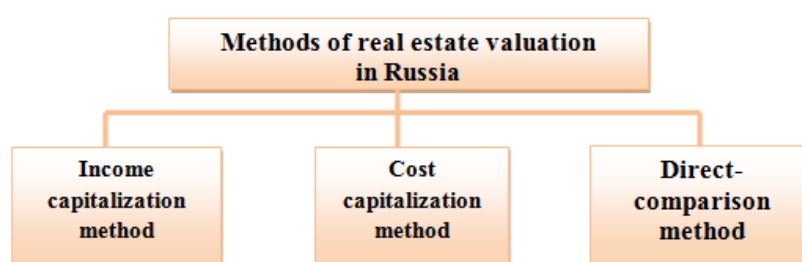 Methods of real estate valuation
in Russia
Income
capitalization
method
Cost
capitalization
method
Direct-
comparison
method